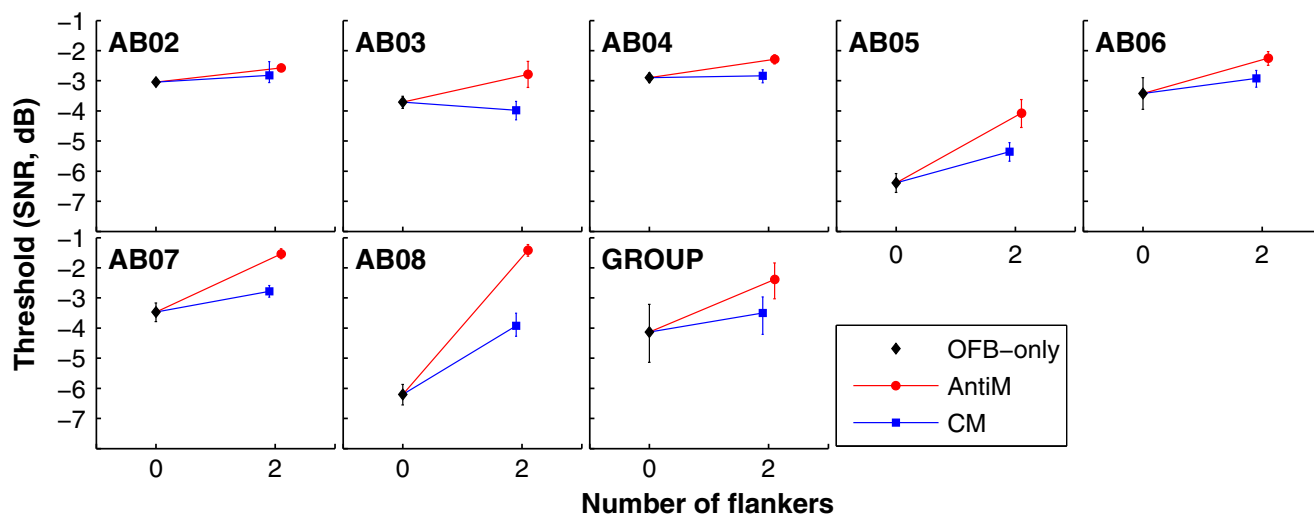 Threshold (SNR, dB)
−1
−2
−3
−4
−5
−6
−7
AB02
AB03
AB04
AB05
AB06
0
2
0
2
−1
−2
−3
−4
−5
−6
−7
AB07
AB08
GROUP
0
2
0
2
0
2
OFB−only
AntiM
CM
Number of flankers